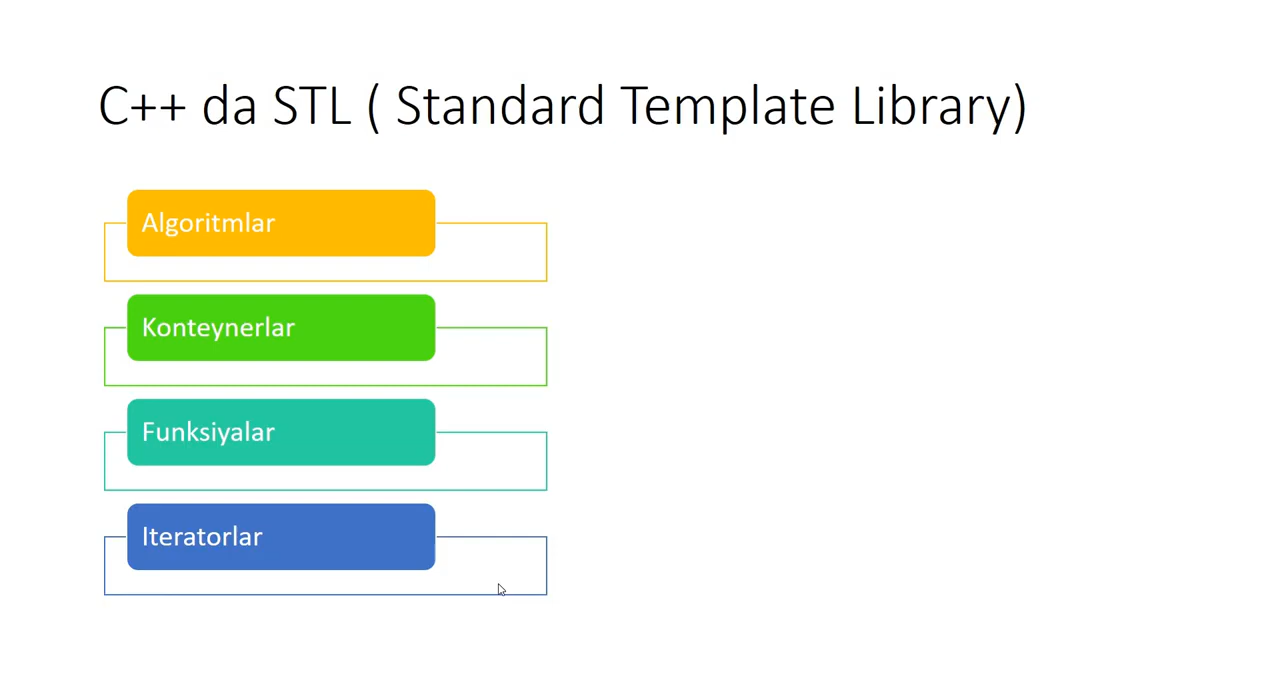 C++ da STL ( Standard Template Library)
Algoritmlar
Konteynerlar
Funksiyalar
Iteratorlar